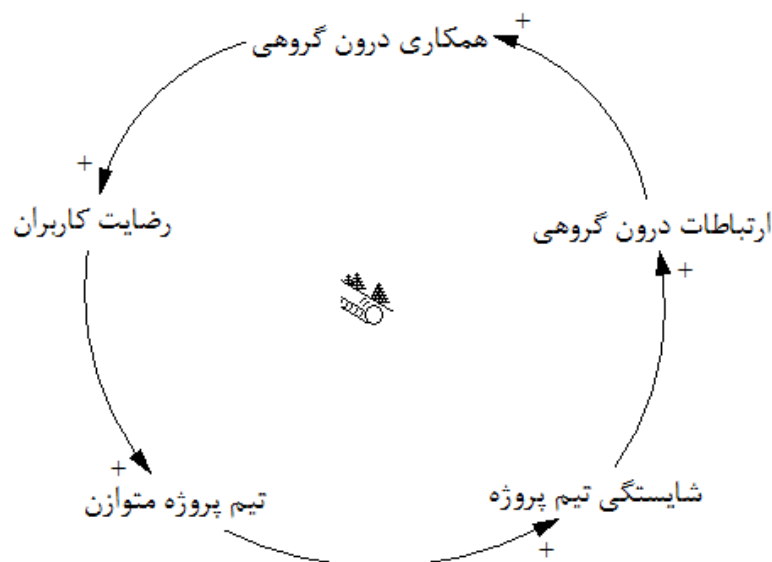 همکاری درون گروهی
+
+
رضایت کاربران
ارتباطات درون گروهی
+
+
تیم پروژه متوازن
شایستگی تیم پروژه
+